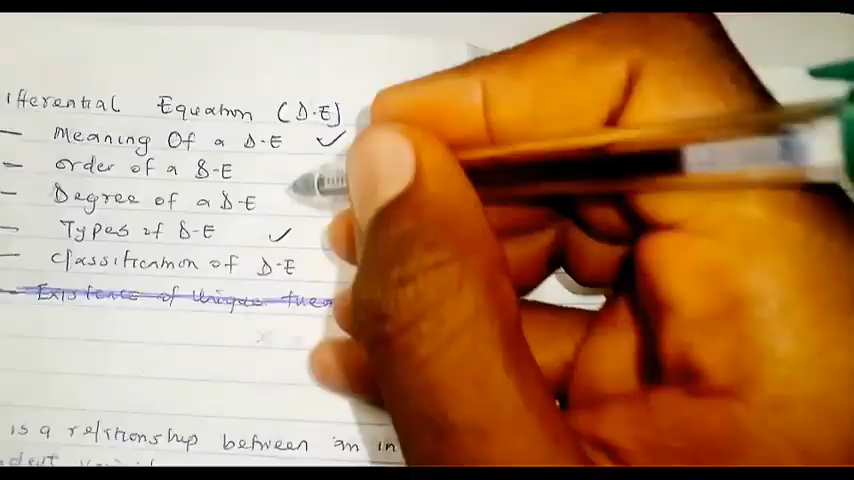 ifferential Equation (D.E)
- Meaning Of a D-E ✓
- order of a D-E
- Degree of a D-E
- Types of D-E ✓
- Classification of D-E
- Existence of Unique
is a relationship between an in